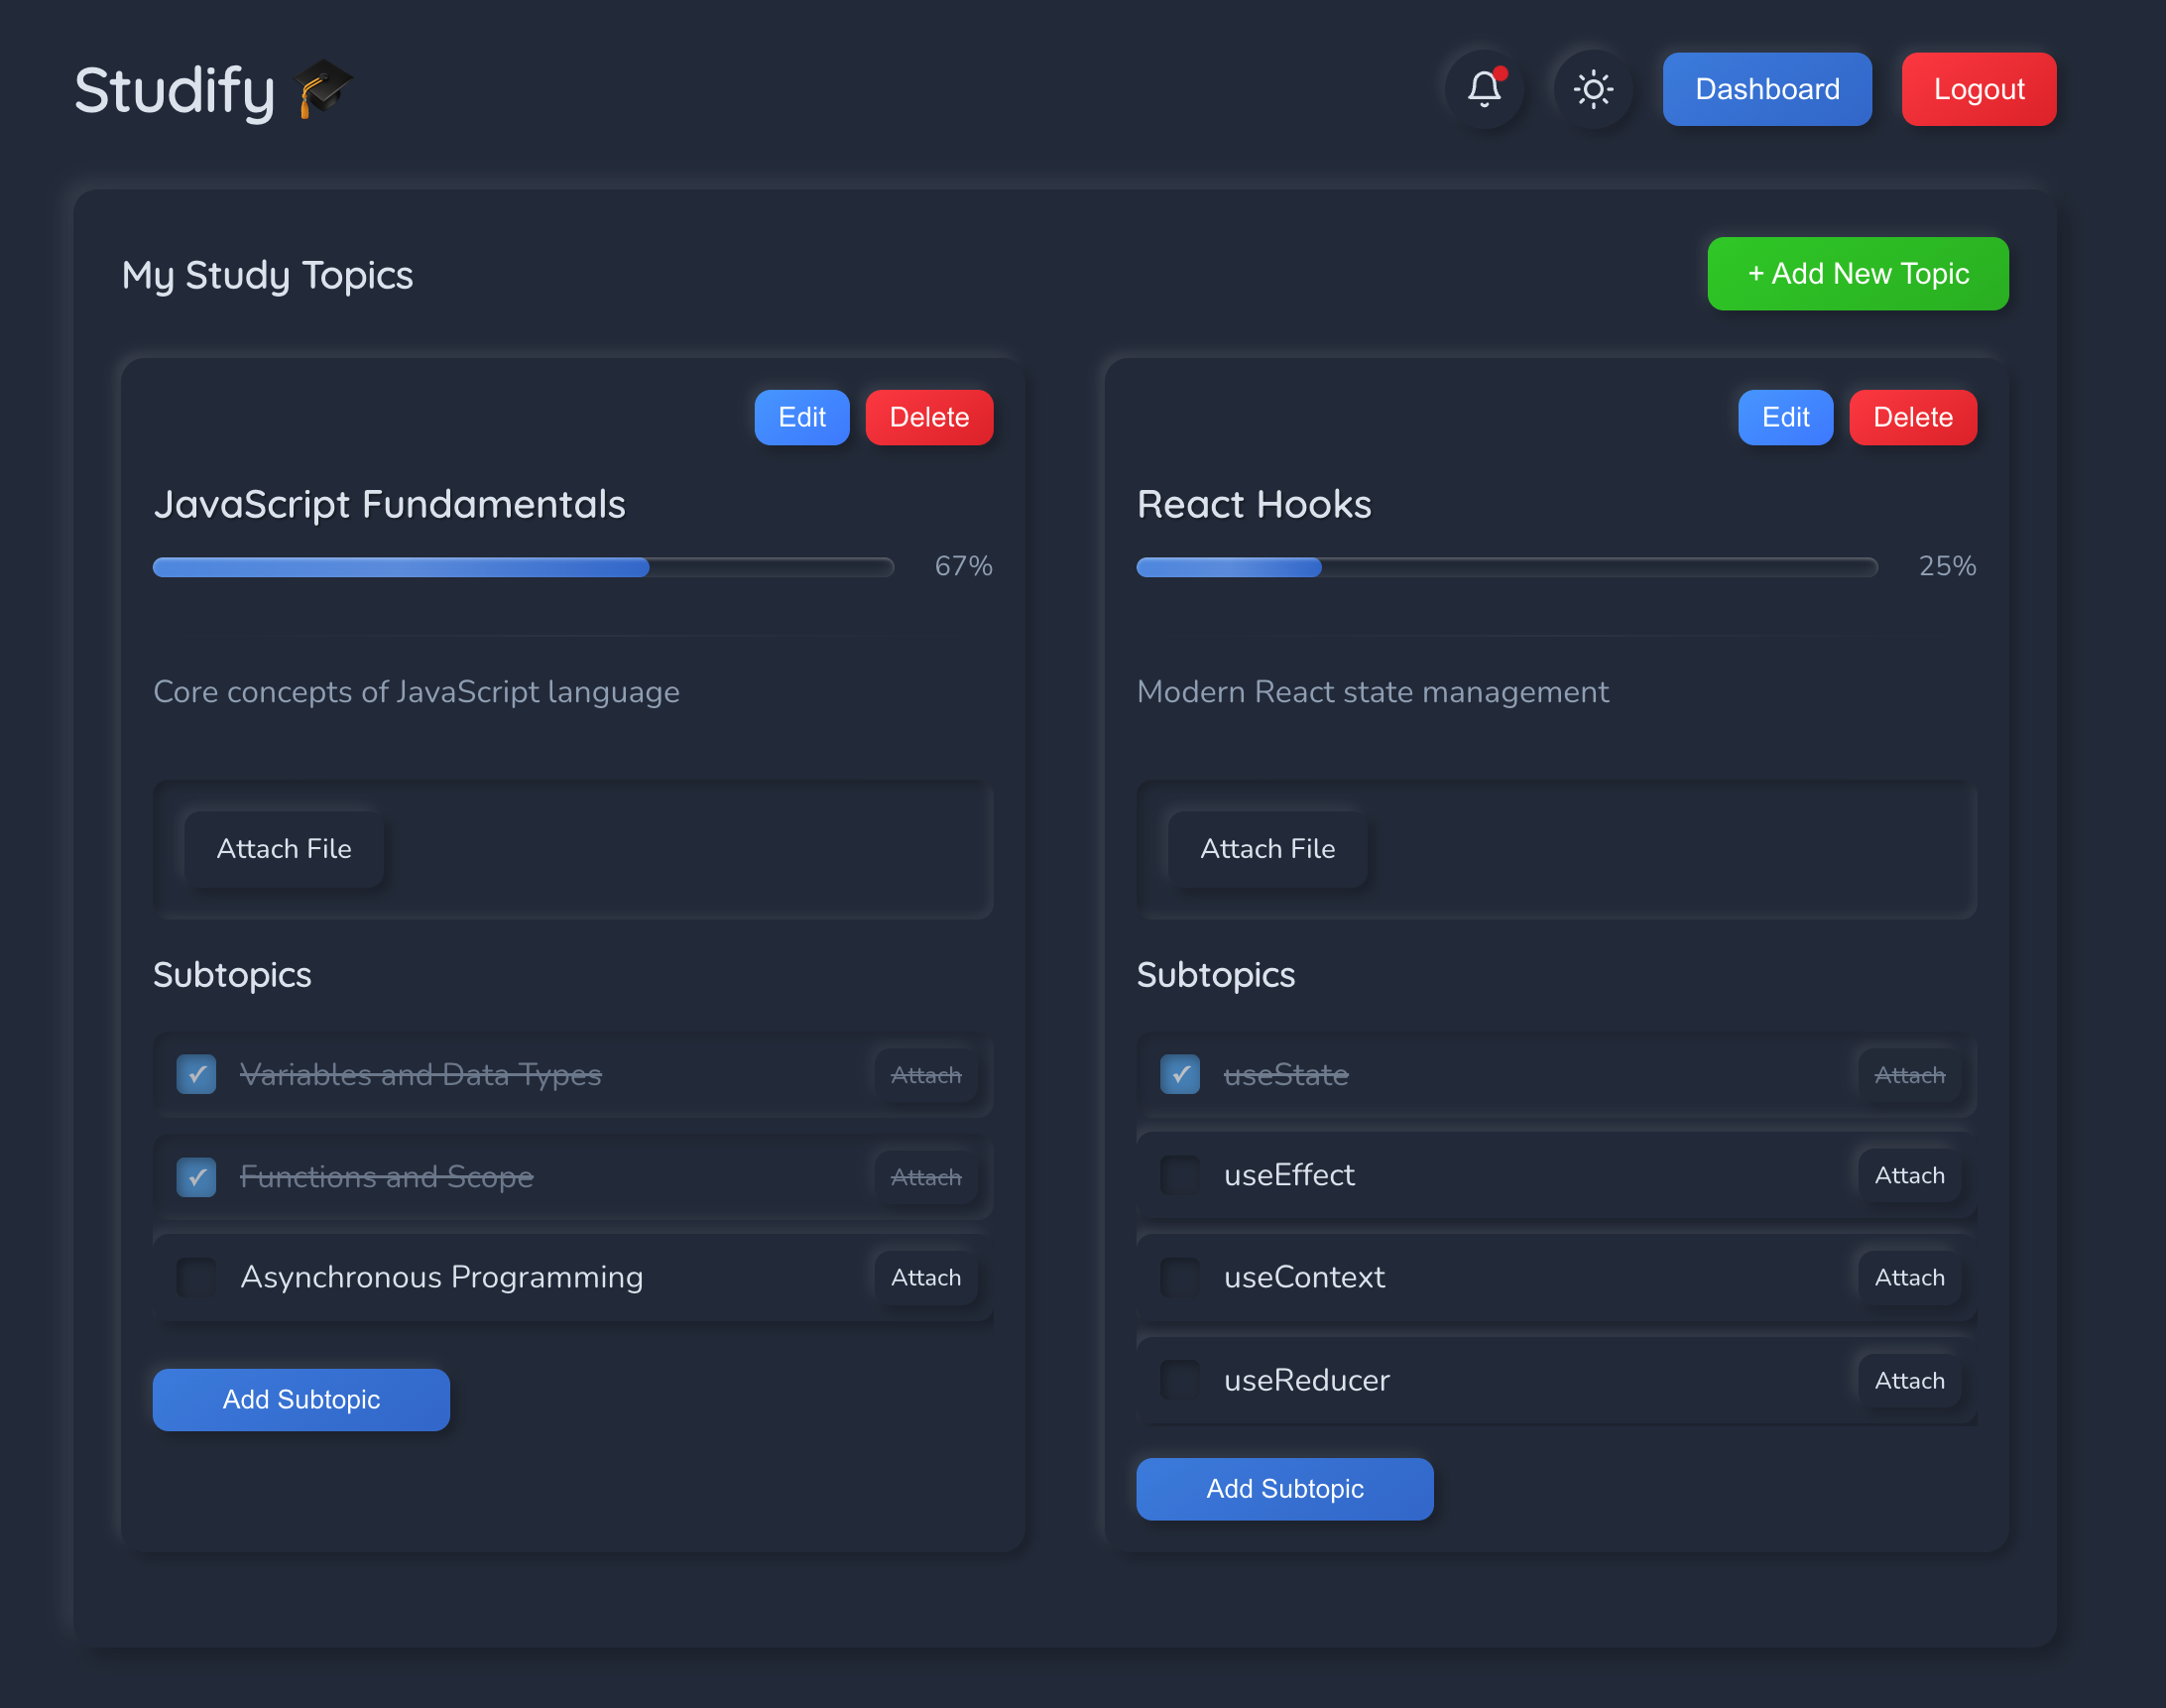 Studify 🎓
Dashboard
Logout
My Study Topics
+ Add New Topic
Edit
Delete
JavaScript Fundamentals
67%
Core concepts of JavaScript language
Attach File
Subtopics
✓ Variables and Data Types
Attach
✓ Functions and Scope
Attach
Asynchronous Programming
Attach
Add Subtopic
Edit
Delete
React Hooks
25%
Modern React state management
Attach File
Subtopics
✓ useState
Attach
useEffect
Attach
useContext
Attach
useReducer
Attach
Add Subtopic